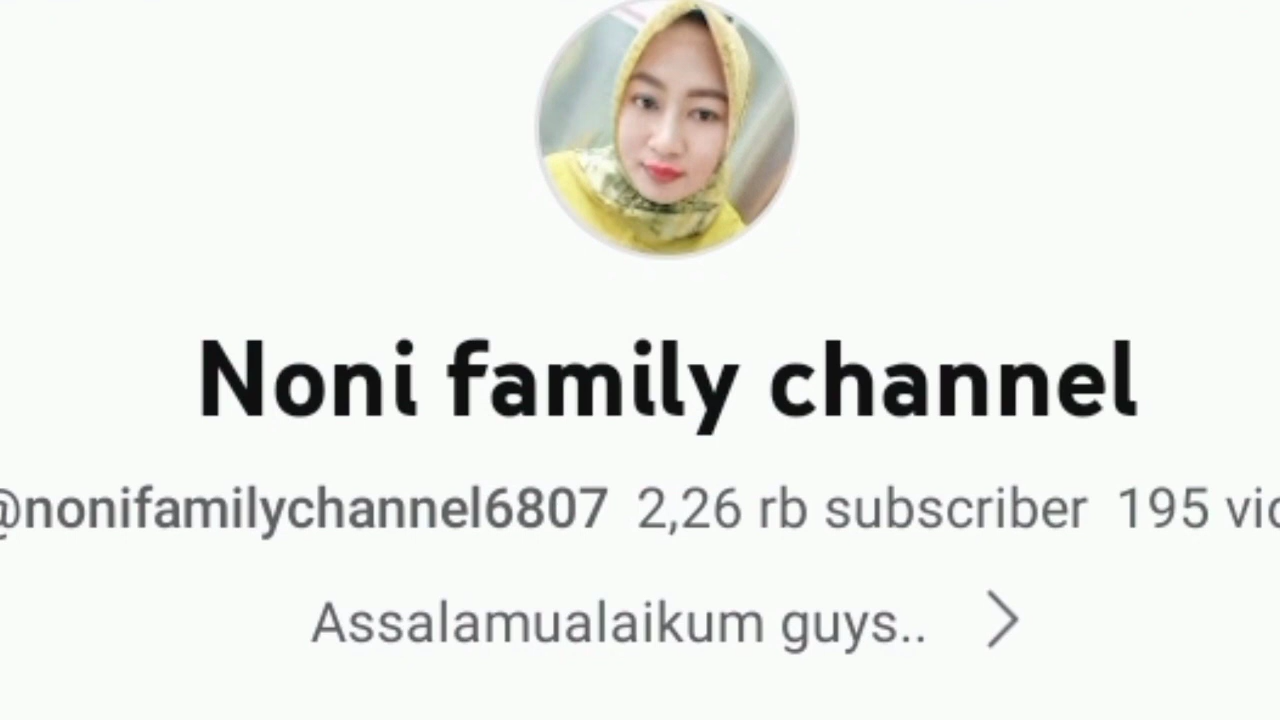 Noni family channel
@nonifamilychannel6807 2,26 rb subscriber 195
Assalamualaikum guys..